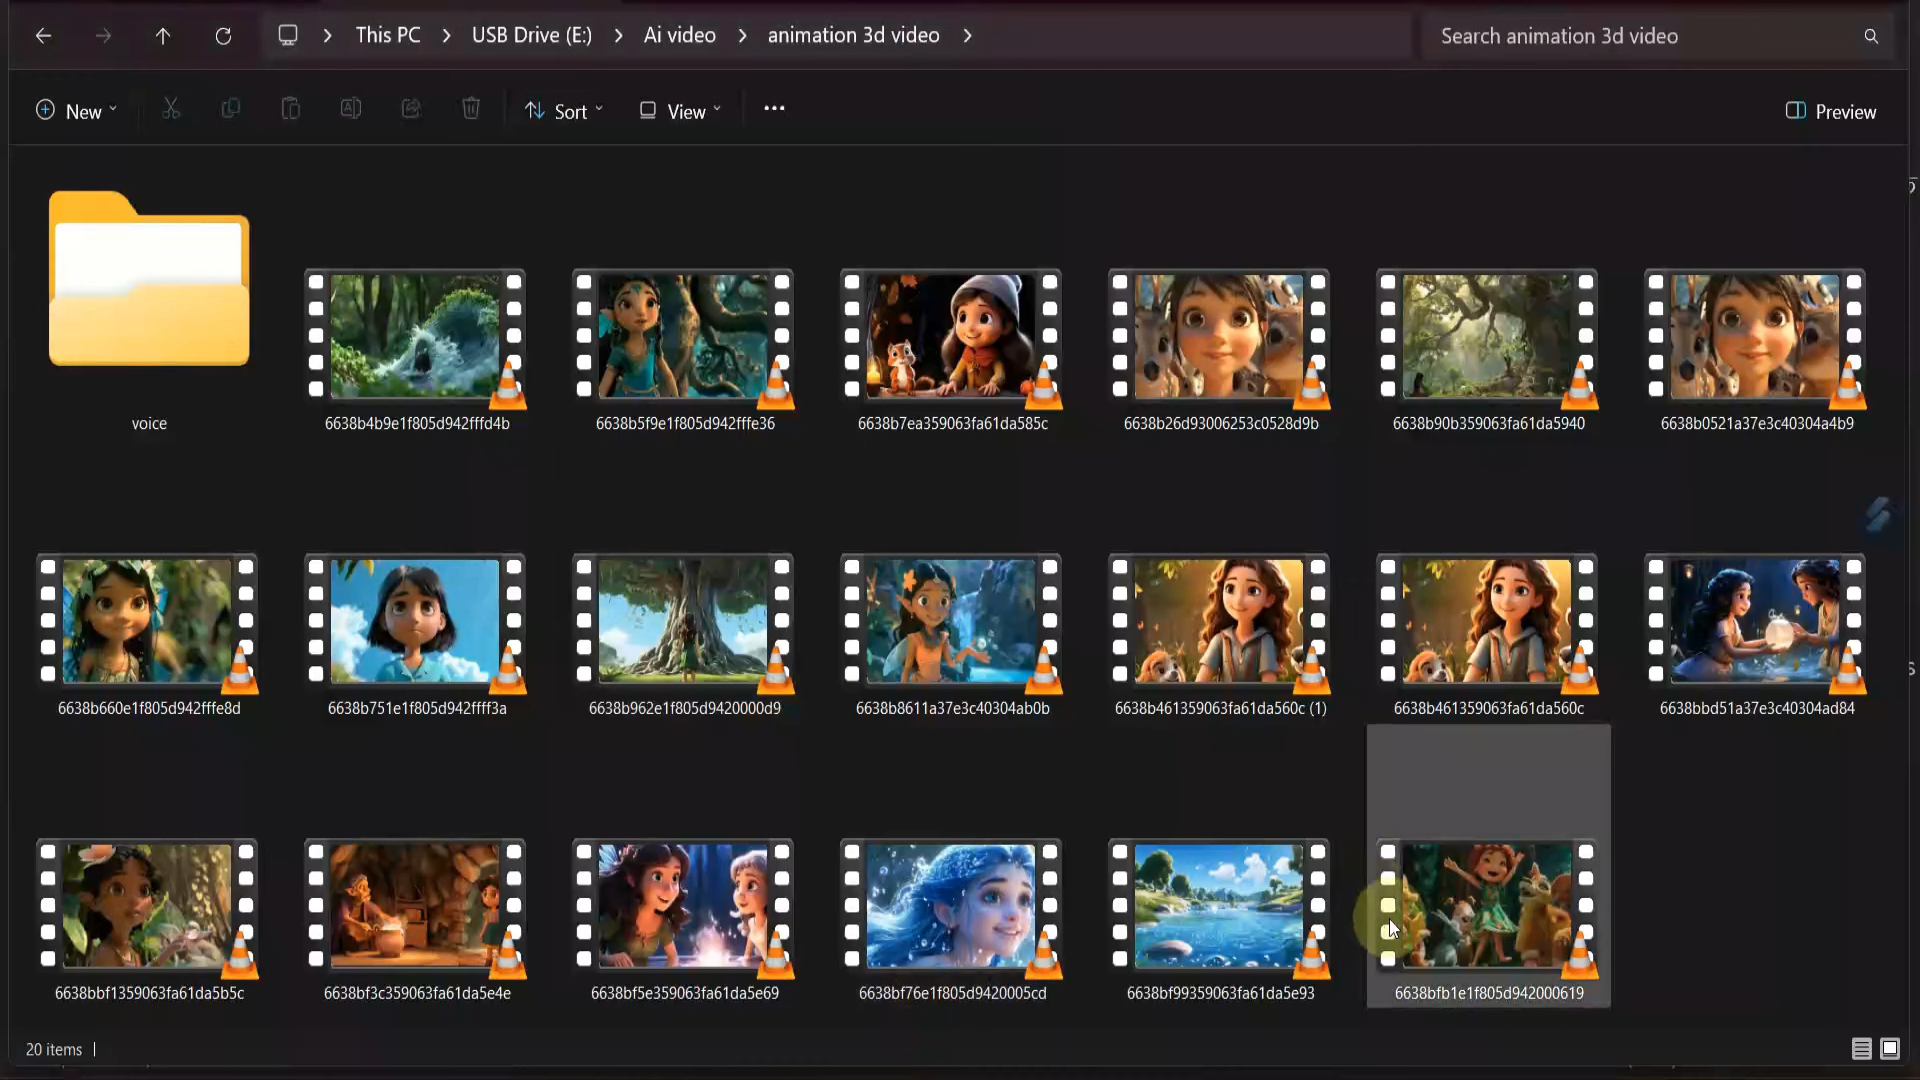 This PC > USB Drive (E:) > Ai video > animation 3d video >
Search animation 3d video
New
Sort
View
Preview
voice
6638b4b9e1f805d942fffd4b
6638b5f9e1f805d942fffe36
6638b7ea359063fa61da585c
6638b26d93006253c0528d9b
6638b90b359063fa61da5940
6638b0521a37e3c40304a4b9
6638b660e1f805d942fffe8d
6638b751e1f805d942ffff3a
6638b962e1f805d9420000d9
6638b8611a37e3c40304ab0b
6638b461359063fa61da560c (1)
6638b461359063fa61da560c
6638bbd51a37e3c40304ad84
6638bbf1359063fa61da5b5c
6638bf3c359063fa61da5e4e
6638bf5e359063fa61da5e69
6638bf76e1f805d9420005cd
6638bf99359063fa61da5e93
6638bfb1e1f805d942000619
20 items